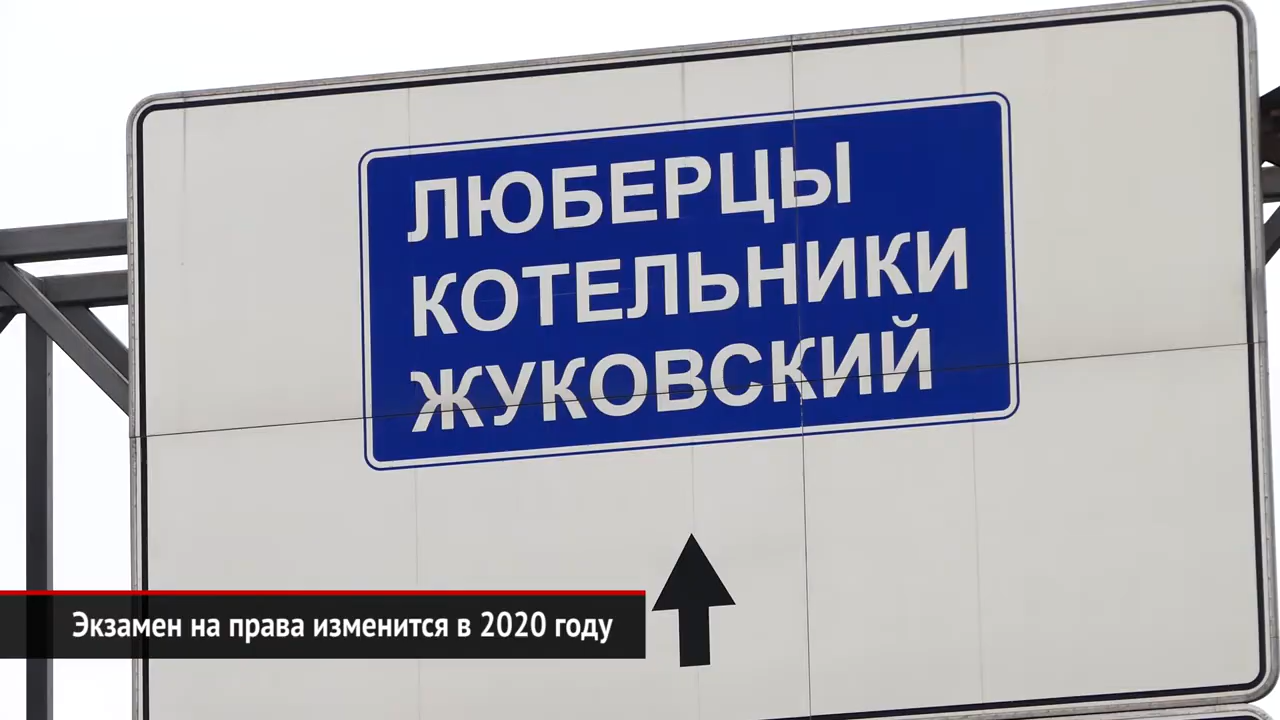 ЛЮБЕРЦЫ
КОТЕЛЬНИКИ
ЖУКОВСКИЙ
Экзамен на права изменится в 2020 году